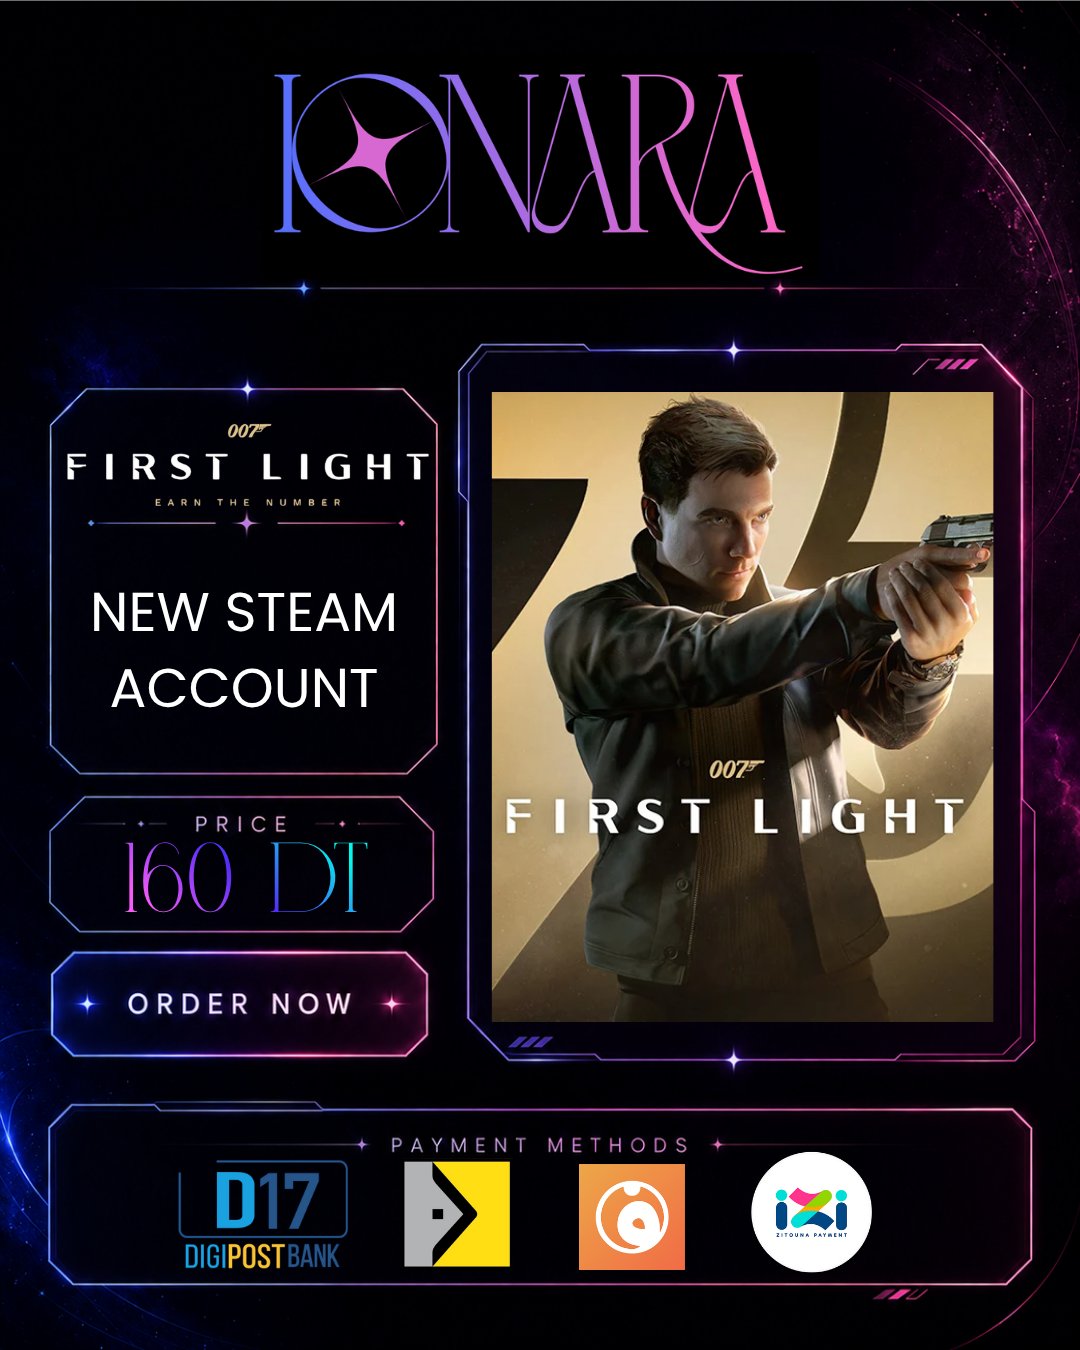 IONARA
007
FIRST LIGHT
EARN THE NUMBER
NEW STEAM
ACCOUNT
PRICE
160 DT
ORDER NOW
007
FIRST LIGHT
PAYMENT METHODS
D17
DIGIPOSTBANK
izi
ZITOUNA PAYMENT